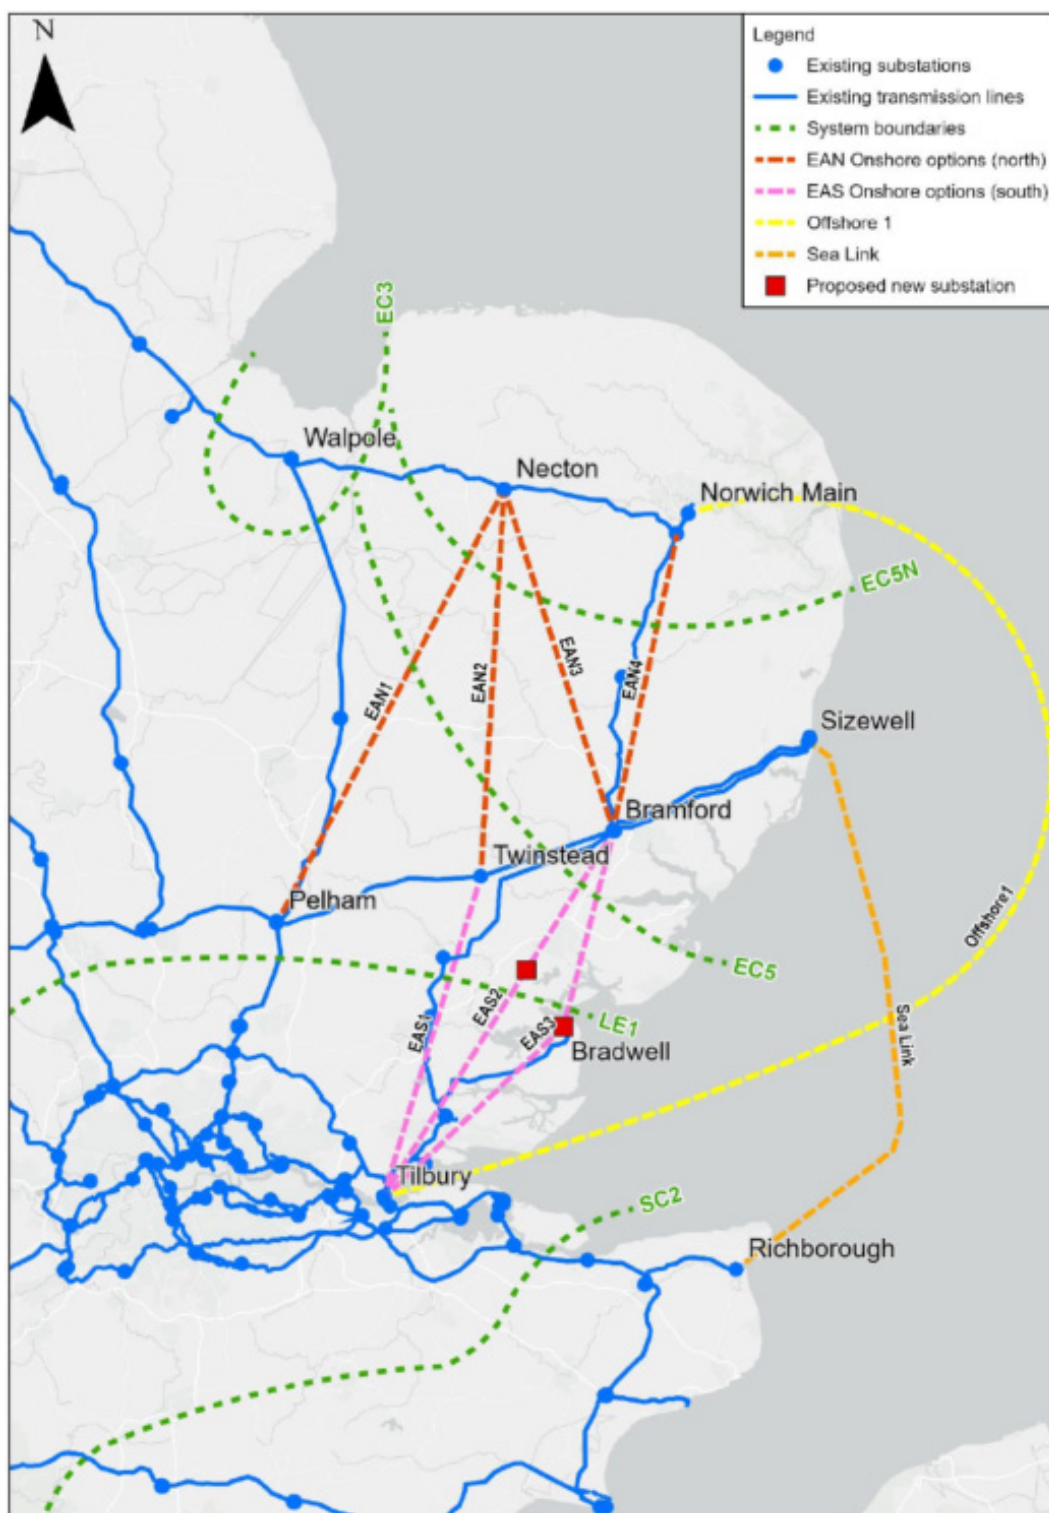 N
Legend
Existing substations
Existing transmission lines
System boundaries
EAN Onshore options (north)
EAS Onshore options (south)
Offshore 1
Sea Link
Proposed new substation
EC3
Walpole
Necton
Norwich Main
EC5N
EAN1
EAN2
EAN3
EAN4
Sizewell
Bramford
Twinstead
Pelham
Offshore1
EC5
EAS1
EAS2
EAS3
LE1
Sea Link
Bradwell
Tilbury
SC2
Richborough